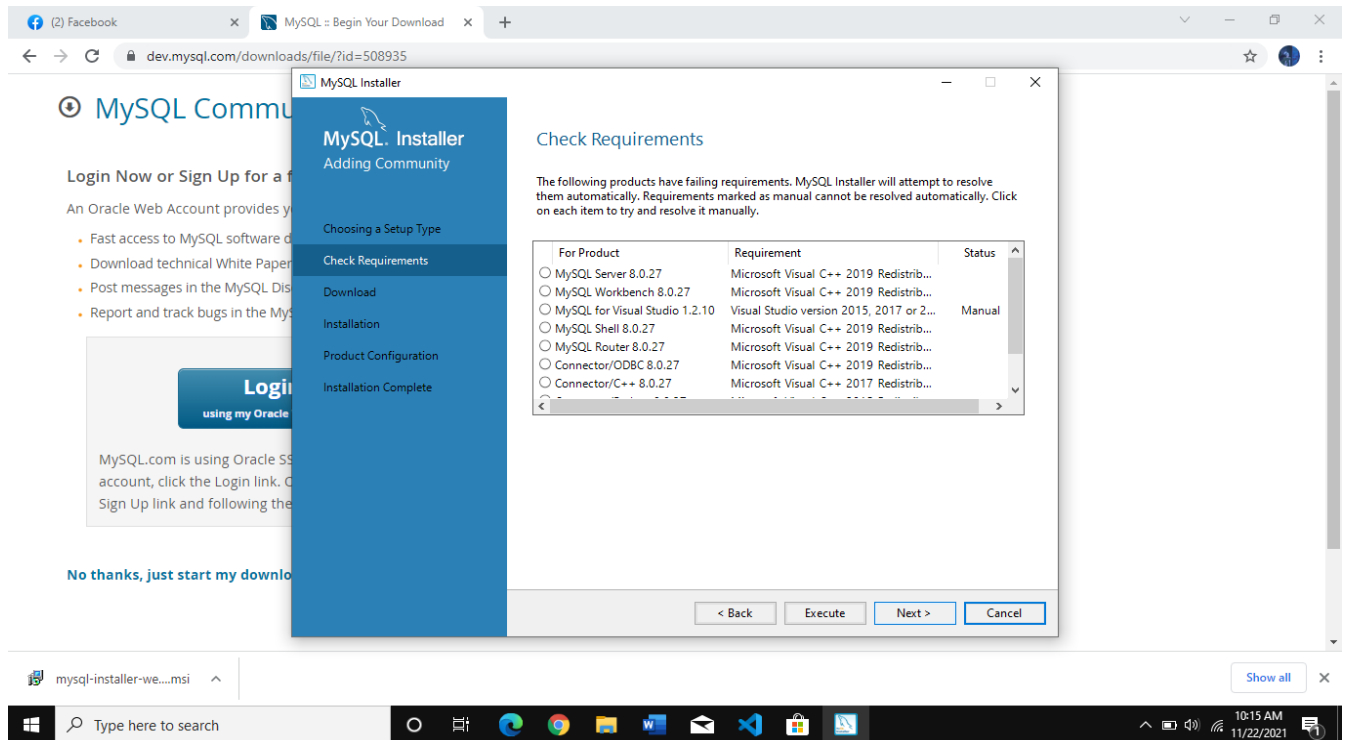 (2) Facebook
MySQL :: Begin Your Download
dev.mysql.com/downloads/file/?id=508935
MySQL Commu
Login Now or Sign Up for a f
An Oracle Web Account provides y
Fast access to MySQL software d
Download technical White Paper
Post messages in the MySQL Dis
Report and track bugs in the My
Logi
using my Oracle
MySQL.com is using Oracle SS
account, click the Login link. O
Sign Up link and following the
No thanks, just start my downlo
MySQL Installer
MySQL. Installer
Adding Community
Choosing a Setup Type
Check Requirements
Download
Installation
Product Configuration
Installation Complete
Check Requirements
The following products have failing requirements. MySQL Installer will attempt to resolve
them automatically. Requirements marked as manual cannot be resolved automatically. Click
on each item to try and resolve it manually.
For Product Requirement Status
MySQL Server 8.0.27 Microsoft Visual C++ 2019 Redistrib...
MySQL Workbench 8.0.27 Microsoft Visual C++ 2019 Redistrib...
MySQL for Visual Studio 1.2.10 Visual Studio version 2015, 2017 or 2... Manual
MySQL Shell 8.0.27 Microsoft Visual C++ 2019 Redistrib...
MySQL Router 8.0.27 Microsoft Visual C++ 2019 Redistrib...
Connector/ODBC 8.0.27 Microsoft Visual C++ 2019 Redistrib...
Connector/C++ 8.0.27 Microsoft Visual C++ 2017 Redistrib...
< Back Execute Next > Cancel
mysql-installer-we....msi
Show all
Type here to search
10:15 AM
11/22/2021
1